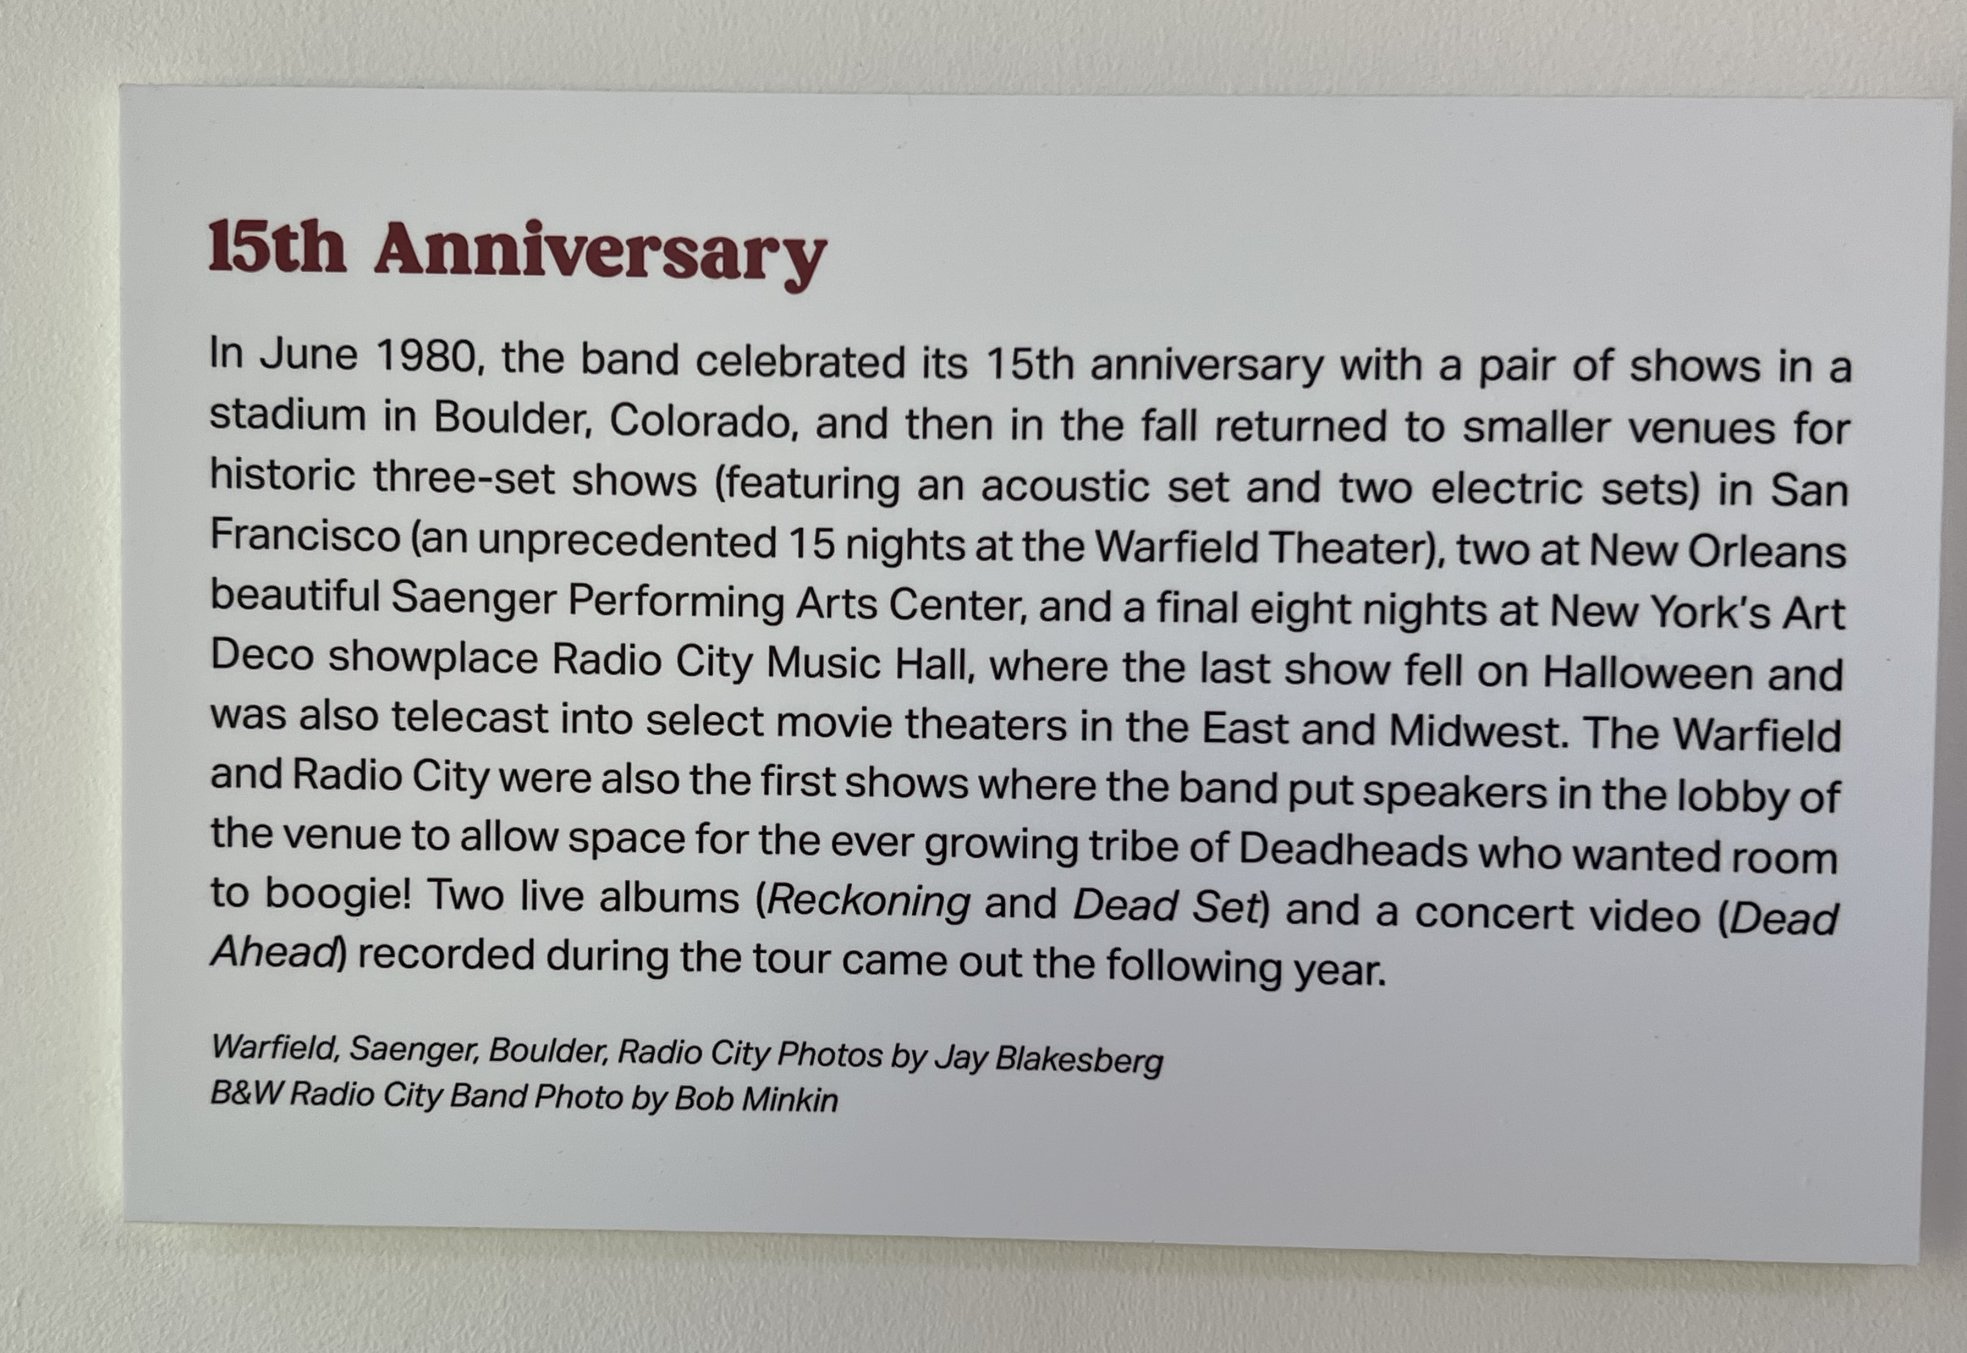 15th Anniversary
In June 1980, the band celebrated its 15th anniversary with a pair of shows in a
stadium in Boulder, Colorado, and then in the fall returned to smaller venues for
historic three-set shows (featuring an acoustic set and two electric sets) in San
Francisco (an unprecedented 15 nights at the Warfield Theater), two at New Orleans
beautiful Saenger Performing Arts Center, and a final eight nights at New York's Art
Deco showplace Radio City Music Hall, where the last show fell on Halloween and
was also telecast into select movie theaters in the East and Midwest. The Warfield
and Radio City were also the first shows where the band put speakers in the lobby of
the venue to allow space for the ever growing tribe of Deadheads who wanted room
to boogie! Two live albums (Reckoning and Dead Set) and a concert video (Dead
Ahead) recorded during the tour came out the following year.
Warfield, Saenger, Boulder, Radio City Photos by Jay Blakesberg
B&W Radio City Band Photo by Bob Minkin